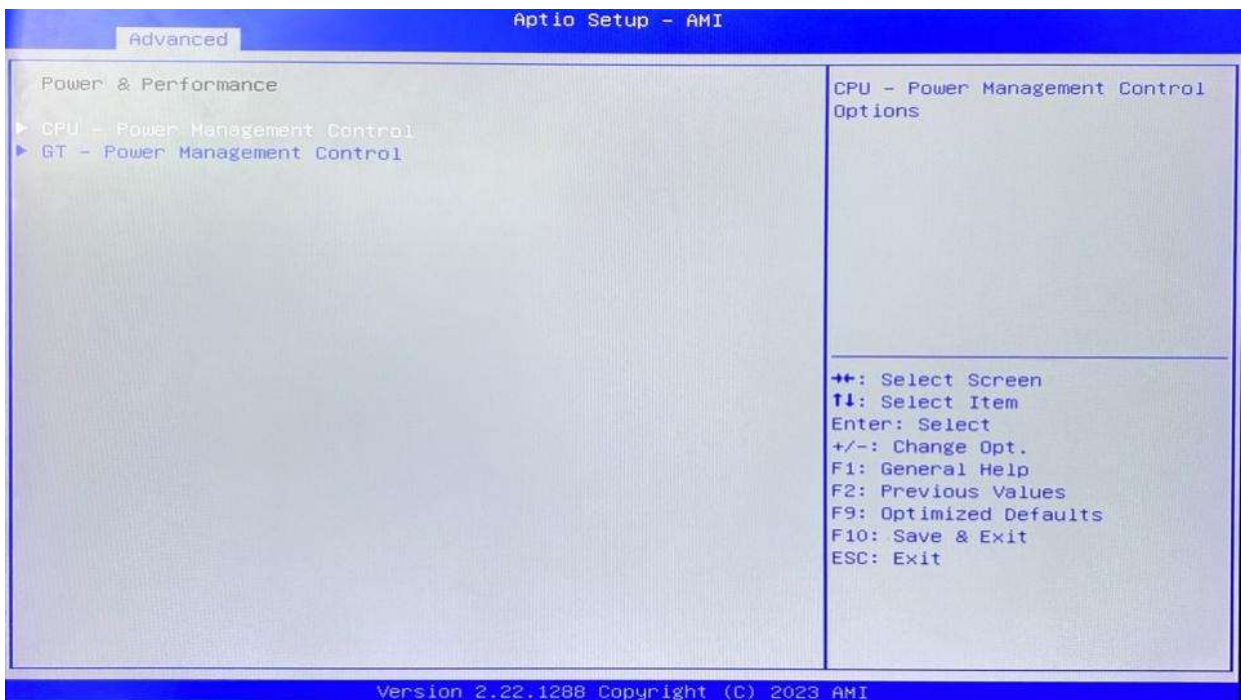 Aptio Setup - AMI
Advanced
Power & Performance
▶ CPU - Power Management Control
▶ GT - Power Management Control
CPU - Power Management Control
Options
→←: Select Screen
↑↓: Select Item
Enter: Select
+/-: Change Opt.
F1: General Help
F2: Previous Values
F9: Optimized Defaults
F10: Save & Exit
ESC: Exit
Version 2.22.1288 Copyright (C) 2023 AMI